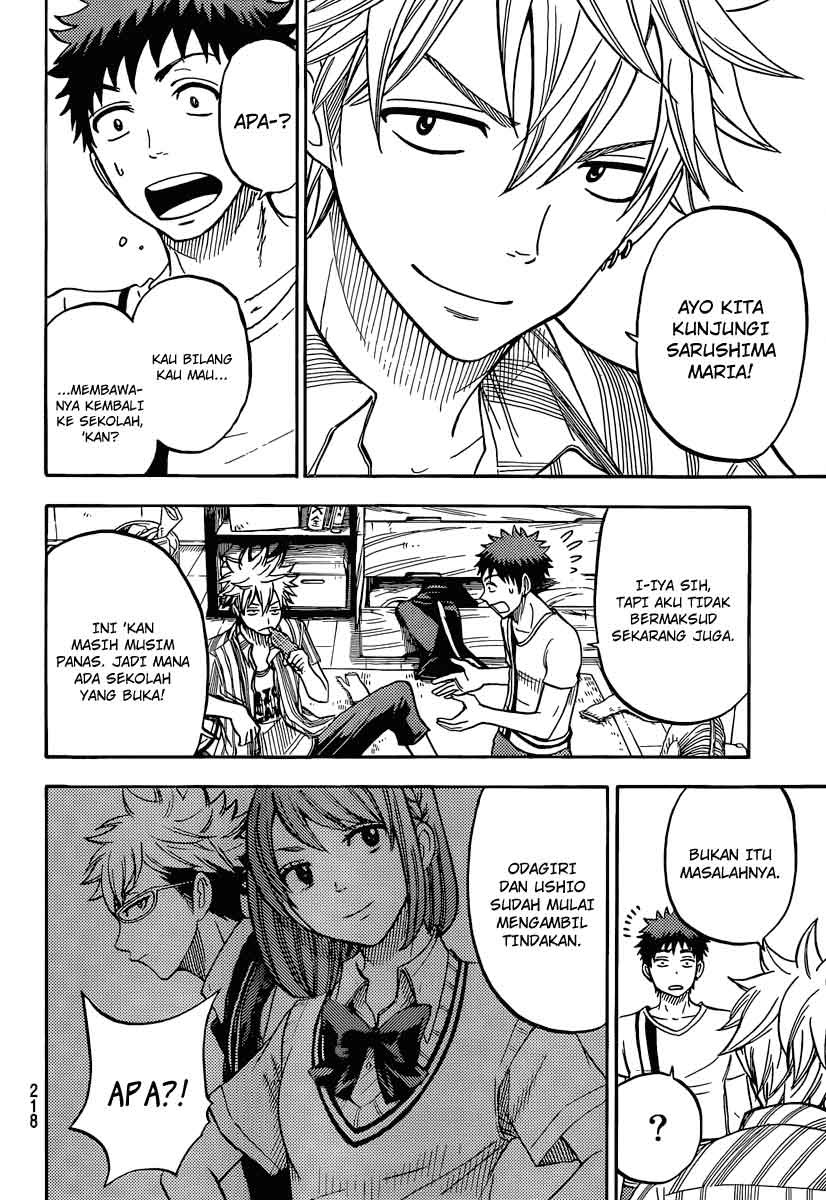 AYO KITA
KUNJUNGI
SARUSHIMA
MARIA!
APA-?
KAU BILANG
KAU MAU...
...MEMBAWA-
NYA KEMBALI
KE SEKOLAH,
'KAN?
I-IYA SIH,
TAPI AKU TIDAK
BERMAKSUD
SEKARANG JUGA.
INI 'KAN
MASIH MUSIM
PANAS. JADI MANA
ADA SEKOLAH
YANG BUKA!
BUKAN ITU
MASALAHNYA.
?
ODAGIRI
DAN USHIO
SUDAH MULAI
MENGAMBIL
TINDAKAN.
APA?!
218